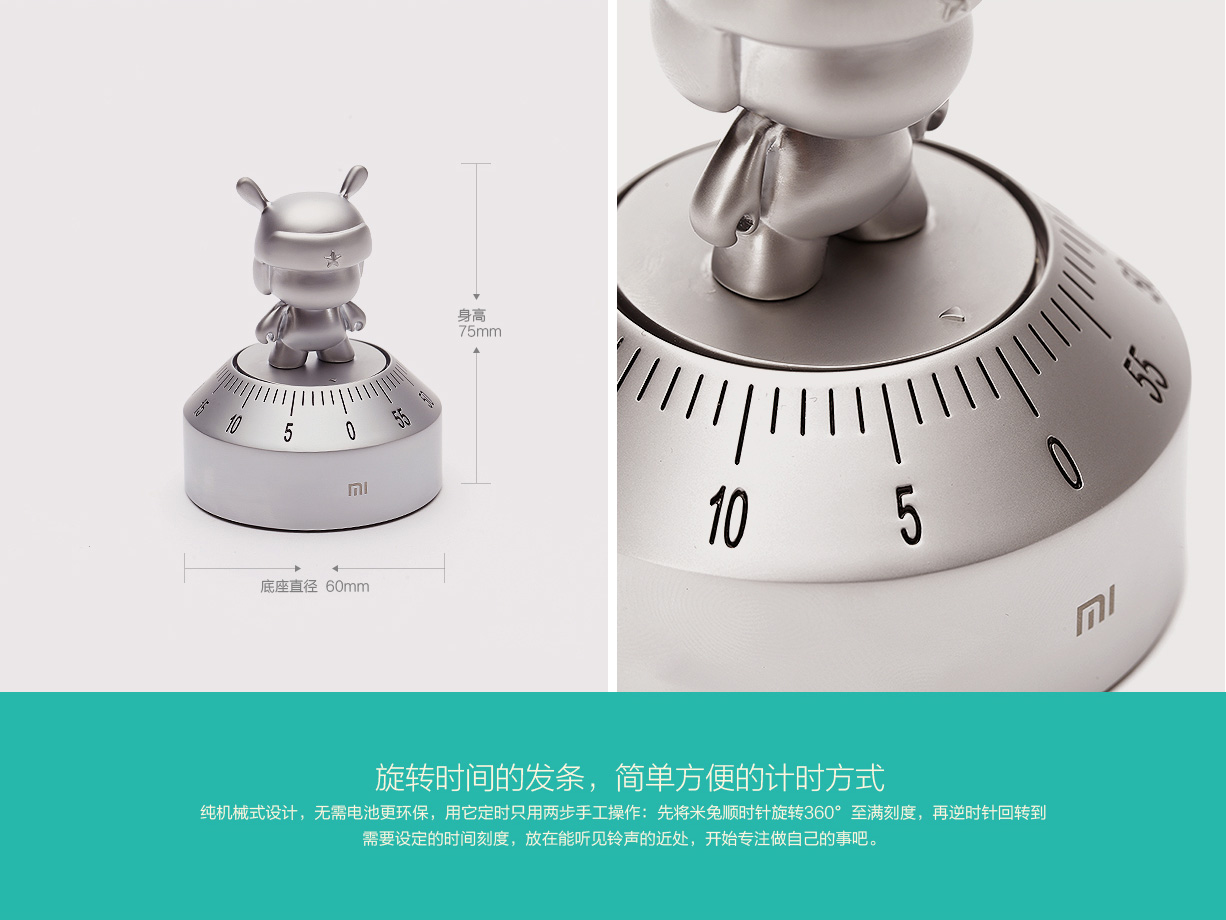 身高
75mm
15 10 5 0 55 50
mi
底座直径 60mm
55
10 5 0
mi
旋转时间的发条，简单方便的计时方式
纯机械式设计，无需电池更环保，用它定时只用两步手工操作：先将米兔顺时针旋转360°至满刻度，再逆时针回转到
需要设定的时间刻度，放在能听见铃声的近处，开始专注做自己的事吧。